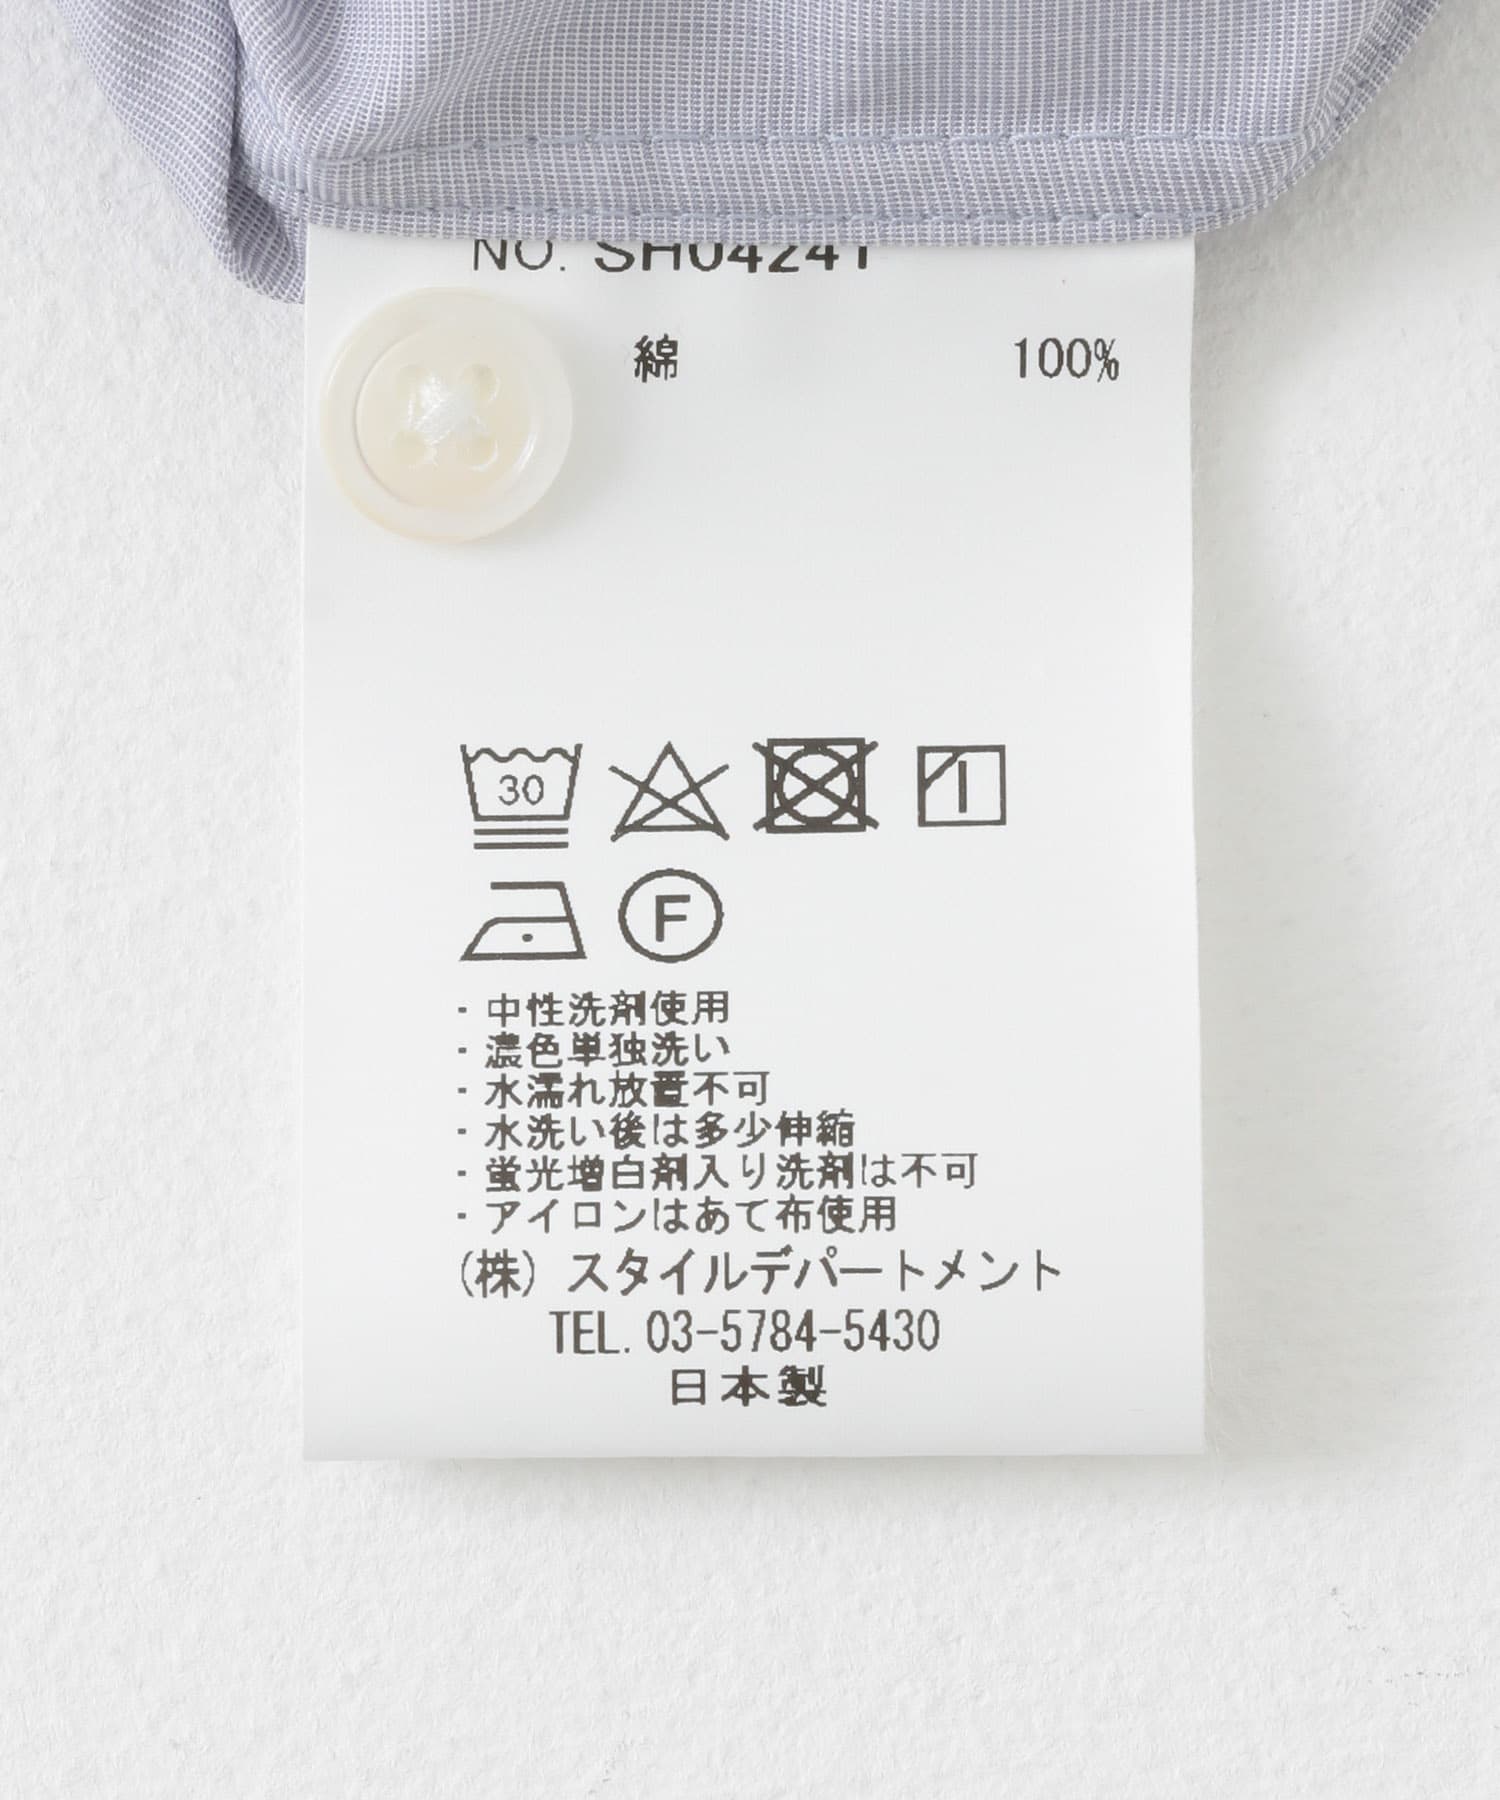 NO. SH04241
綿 100%
30
F
・中性洗剤使用
・濃色単独洗い
・水濡れ放置不可
・水洗い後は多少伸縮
・蛍光増白剤入り洗剤は不可
・アイロンはあて布使用
(株) スタイルデパートメント
TEL. 03-5784-5430
日本製